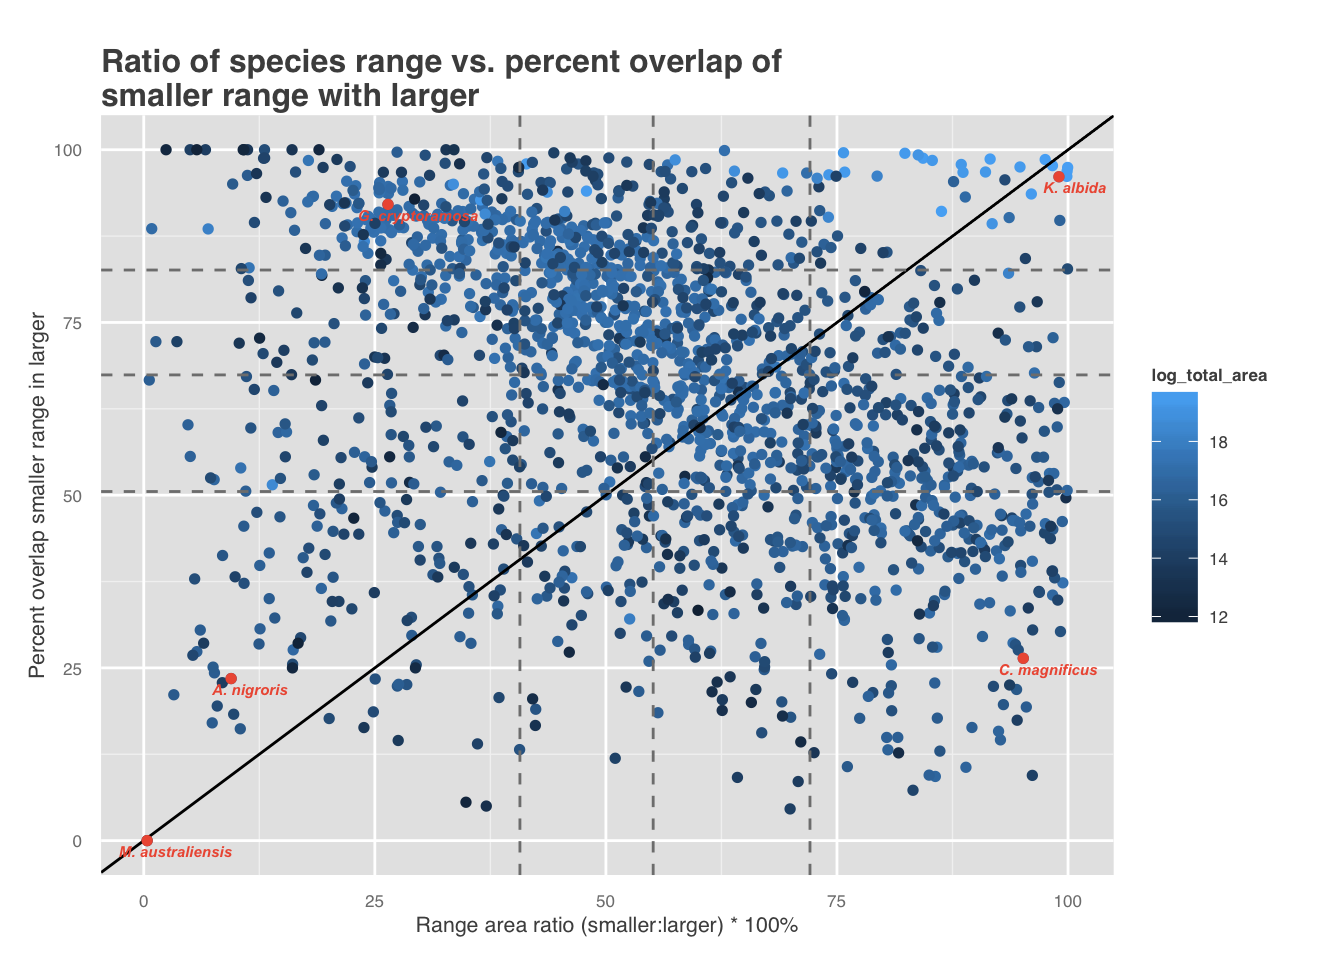 Ratio of species range vs. percent overlap of
smaller range with larger
Percent overlap smaller range in larger
100
75
50
25
0
K. albida
G. cryptoramosa
C. magnificus
A. nigroris
M. australiensis
0
25
50
75
100
Range area ratio (smaller:larger) * 100%
log_total_area
18
16
14
12